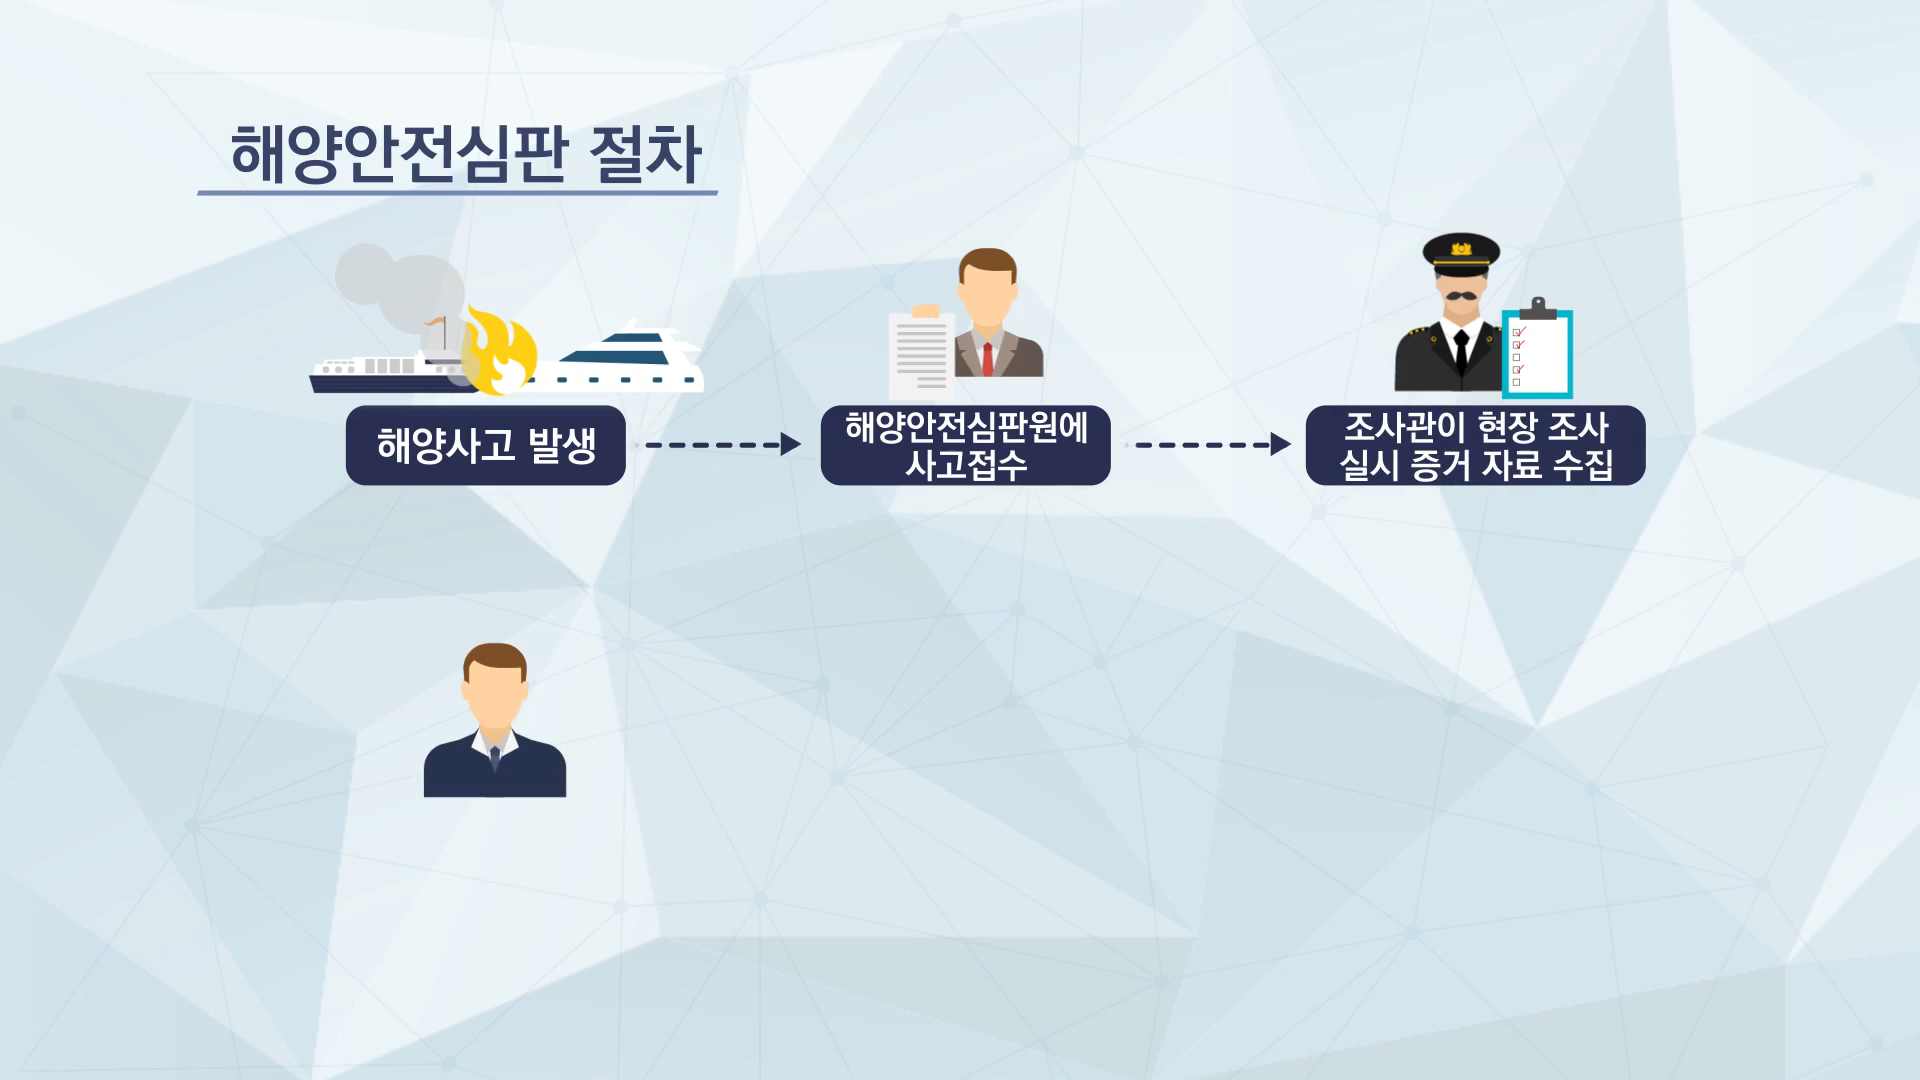 해양안전심판 절차
해양사고 발생
해양안전심판원에
사고접수
조사관이 현장 조사
실시 증거 자료 수집